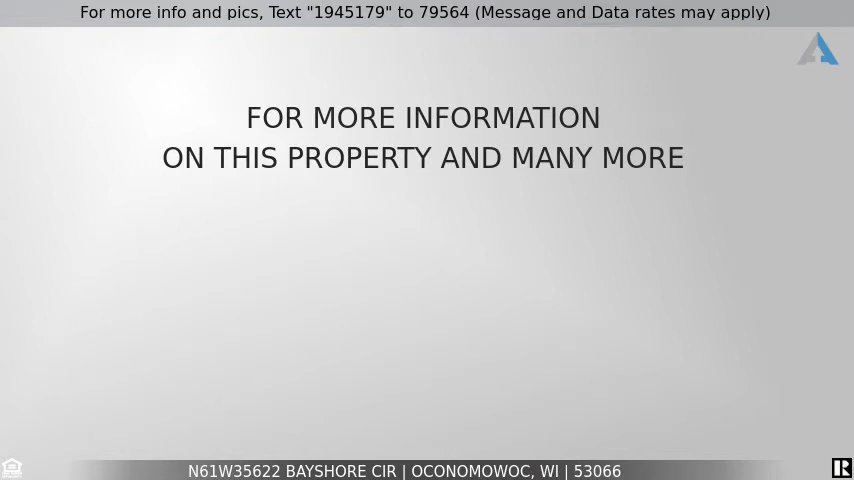 For more info and pics, Text "1945179" to 79564 (Message and Data rates may apply)
FOR MORE INFORMATION
ON THIS PROPERTY AND MANY MORE
N61W35622 BAYSHORE CIR | OCONOMOWOC, WI | 53066